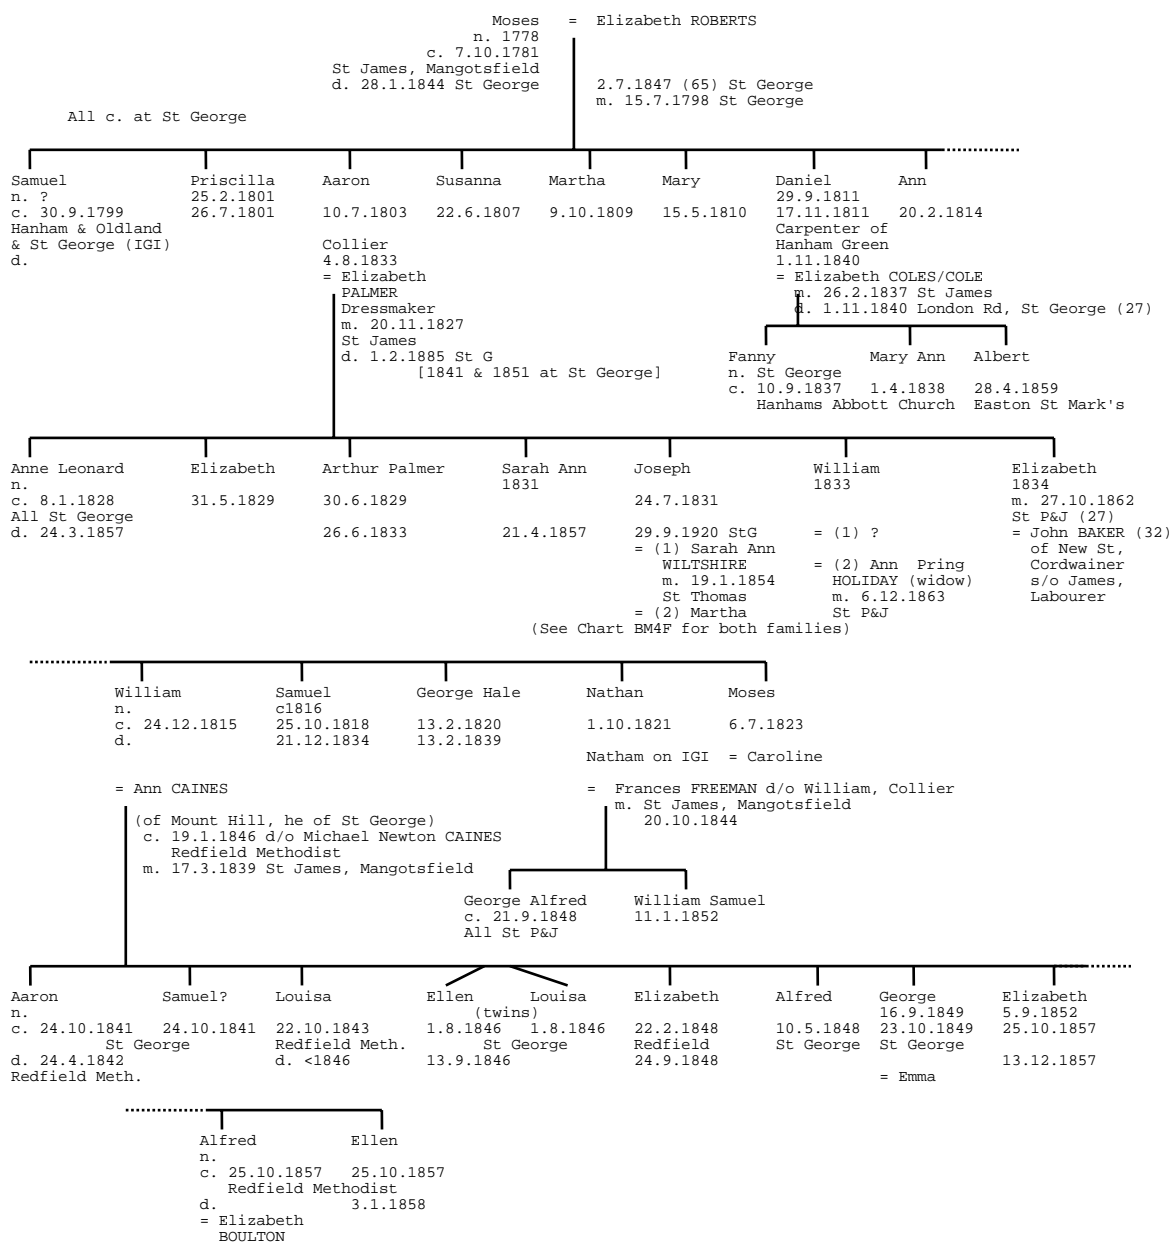 Moses = Elizabeth ROBERTS
n. 1778
c. 7.10.1781
St James, Mangotsfield
d. 28.1.1844 St George 2.7.1847 (65) St George
m. 15.7.1798 St George
All c. at St George
Samuel Priscilla Aaron Susanna Martha Mary Daniel Ann
n. ? 25.2.1801 29.9.1811
c. 30.9.1799 26.7.1801 10.7.1803 22.6.1807 9.10.1809 15.5.1810 17.11.1811 20.2.1814
Hanham & Oldland Carpenter of
& St George (IGI) Collier Hanham Green
d. 4.8.1833 1.11.1840
= Elizabeth = Elizabeth COLES/COLE
PALMER m. 26.2.1837 St James
Dressmaker d. 1.11.1840 London Rd, St George (27)
m. 20.11.1827
St James
d. 1.2.1885 St G Fanny Mary Ann Albert
[1841 & 1851 at St George] n. St George
c. 10.9.1837 1.4.1838 28.4.1859
Hanhams Abbott Church Easton St Mark's
Anne Leonard Elizabeth Arthur Palmer Sarah Ann Joseph William Elizabeth
n. 1831 1833 1834
c. 8.1.1828 31.5.1829 30.6.1829 24.7.1831 m. 27.10.1862
All St George St P&J (27)
d. 24.3.1857 26.6.1833 21.4.1857 29.9.1920 StG = (1) ? = John BAKER (32)
= (1) Sarah Ann of New St,
WILTSHIRE = (2) Ann Pring Cordwainer
m. 19.1.1854 HOLIDAY (widow) s/o James,
St Thomas m. 6.12.1863 Labourer
= (2) Martha St P&J
(See Chart BM4F for both families)
William Samuel George Hale Nathan Moses
n. c1816
c. 24.12.1815 25.10.1818 13.2.1820 1.10.1821 6.7.1823
d. 21.12.1834 13.2.1839
Natham on IGI = Caroline
= Ann CAINES = Frances FREEMAN d/o William, Collier
m. St James, Mangotsfield
(of Mount Hill, he of St George) 20.10.1844
c. 19.1.1846 d/o Michael Newton CAINES
Redfield Methodist
m. 17.3.1839 St James, Mangotsfield
George Alfred William Samuel
c. 21.9.1848 11.1.1852
All St P&J
Aaron Samuel? Louisa Ellen Louisa Elizabeth Alfred George Elizabeth
n. (twins) 16.9.1849 5.9.1852
c. 24.10.1841 24.10.1841 22.10.1843 1.8.1846 1.8.1846 22.2.1848 10.5.1848 23.10.1849 25.10.1857
St George Redfield Meth. St George Redfield St George St George
d. 24.4.1842 d. <1846 13.9.1846 24.9.1848 13.12.1857
Redfield Meth. = Emma
Alfred Ellen
n.
c. 25.10.1857 25.10.1857
Redfield Methodist
d. 3.1.1858
= Elizabeth
BOULTON